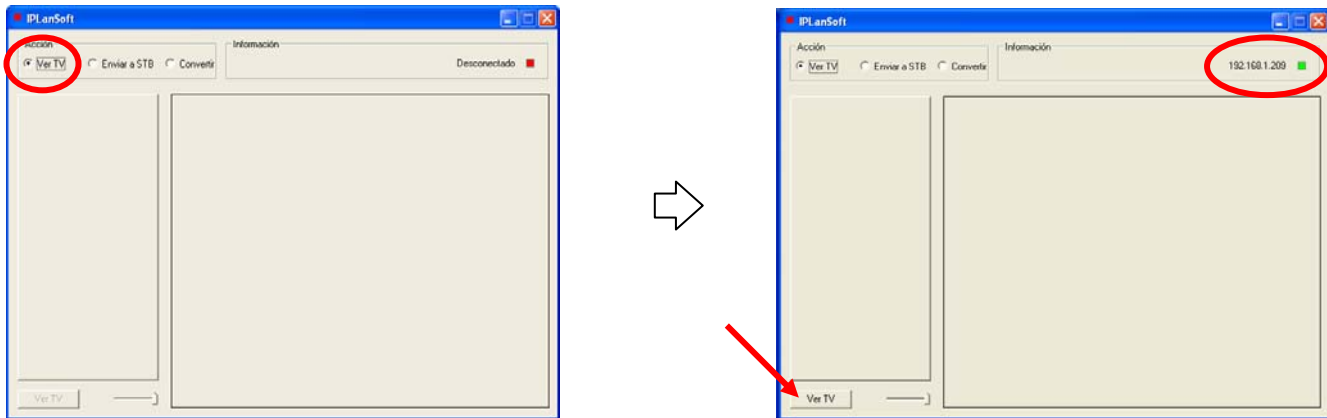 IPLanSoft
Acción
Información
Ver TV
Enviar a STB
Convertir
Desconectado
Ver TV
IPLanSoft
Acción
Información
Ver TV
Enviar a STB
Convertir
192.168.1.209
Ver TV